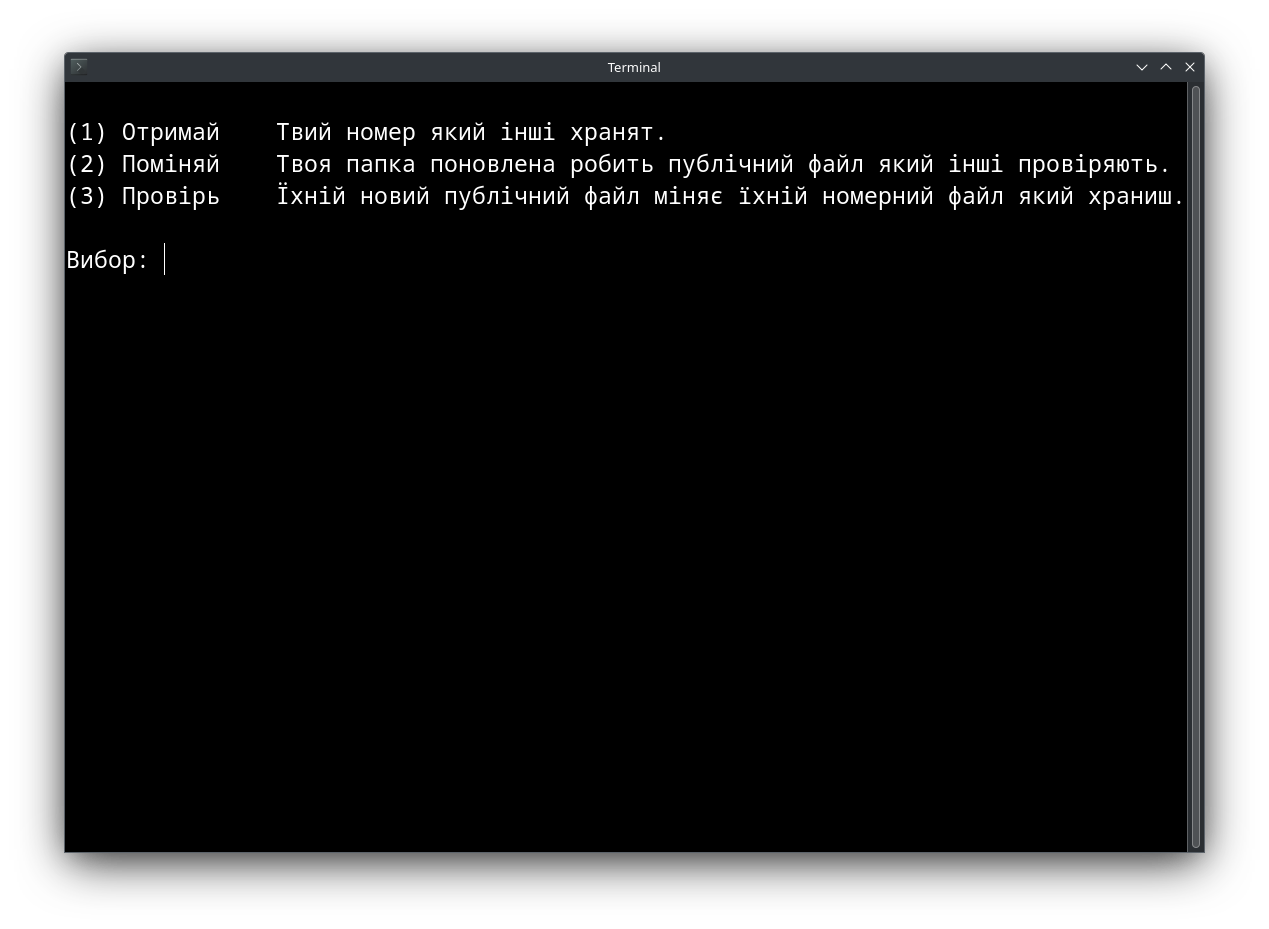 Terminal
(1) Отримай    Твий номер який інші хранят.
(2) Поміняй    Твоя папка поновлена робить публічний файл який інші провіряють.
(3) Провірь    Їхній новий публічний файл міняє їхній номерний файл який храниш.
Вибор: